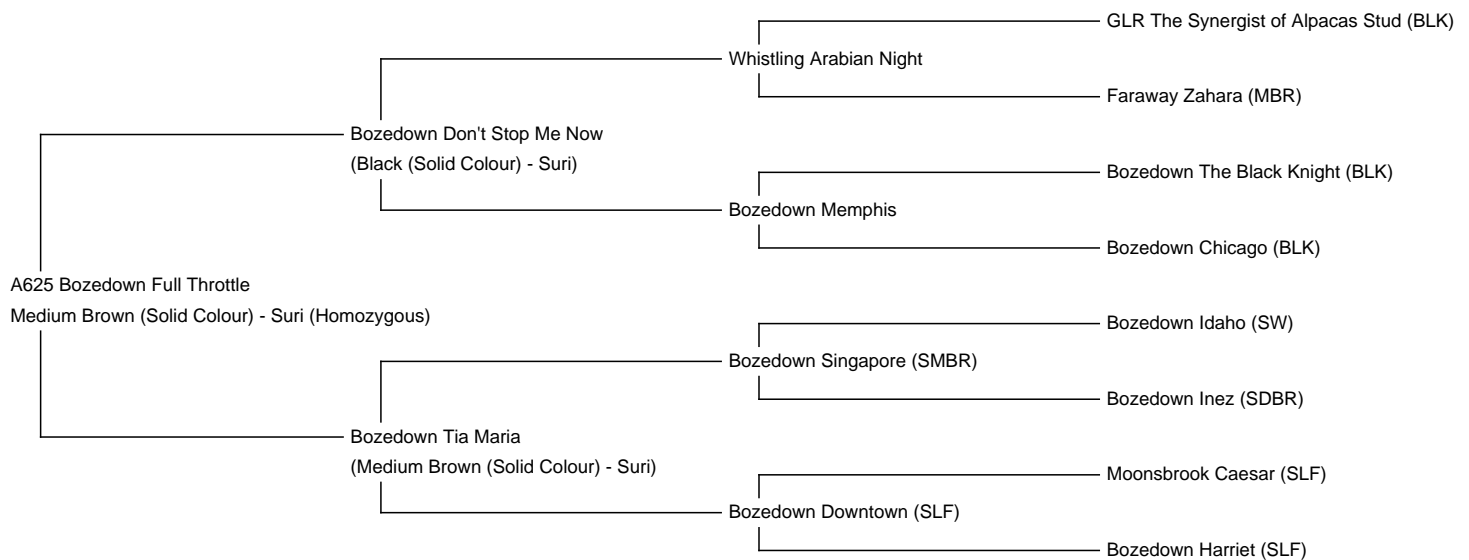 GLR The Synergist of Alpacas Stud (BLK)
Whistling Arabian Night
Faraway Zahara (MBR)
Bozedown Don't Stop Me Now
(Black (Solid Colour) - Suri)
Bozedown The Black Knight (BLK)
Bozedown Memphis
Bozedown Chicago (BLK)
A625 Bozedown Full Throttle
Medium Brown (Solid Colour) - Suri (Homozygous)
Bozedown Idaho (SW)
Bozedown Singapore (SMBR)
Bozedown Inez (SDBR)
Bozedown Tia Maria
(Medium Brown (Solid Colour) - Suri)
Moonsbrook Caesar (SLF)
Bozedown Downtown (SLF)
Bozedown Harriet (SLF)